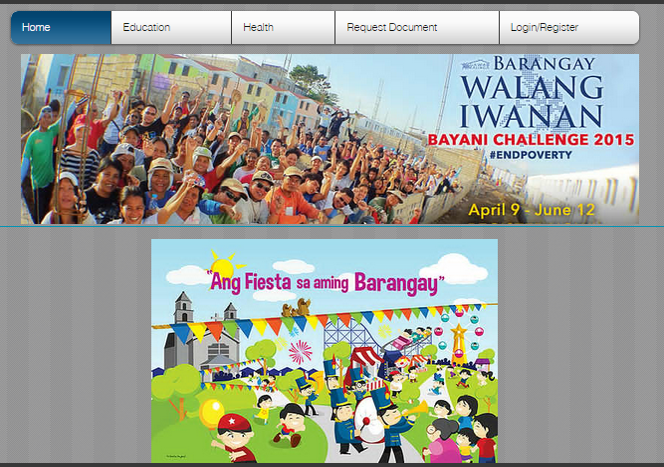 Home
Education
Health
Request Document
Login/Register
BARANGAY
WALANG
IWANAN
BAYANI CHALLENGE 2015
#ENDPOVERTY
April 9 - June 12
"Ang Fiesta sa aming Barangay"